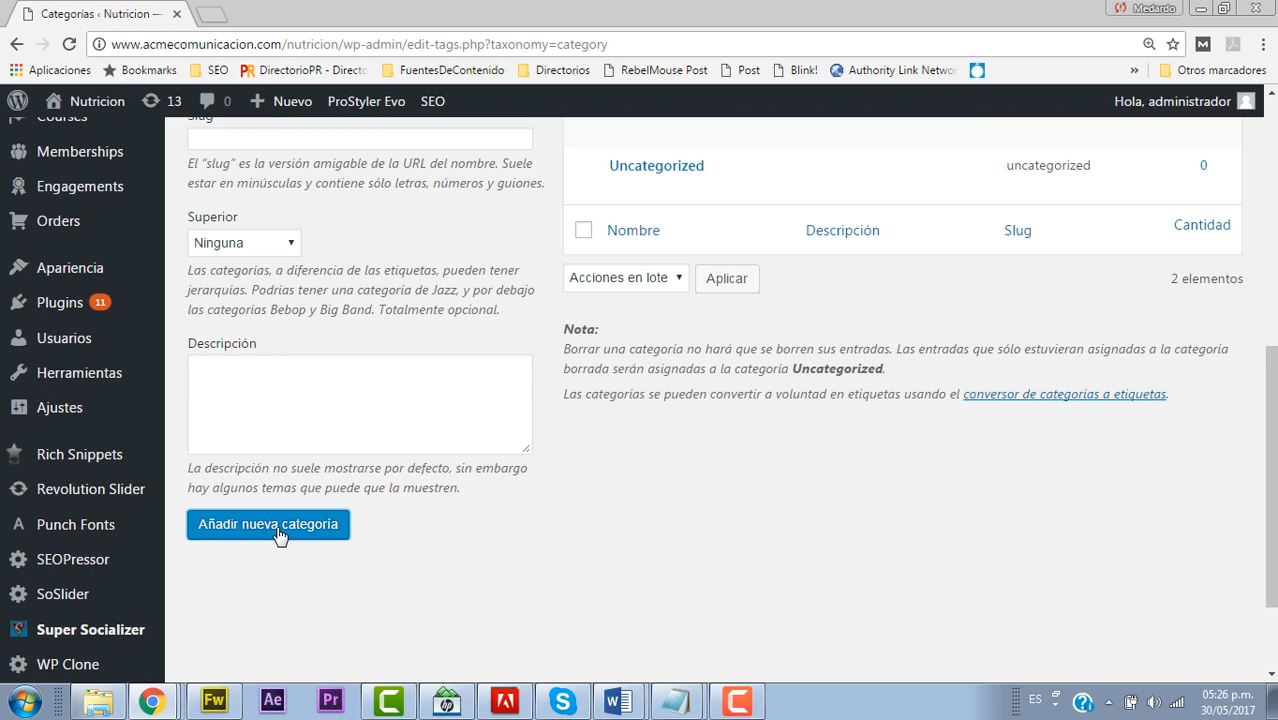 Categorías ‹ Nutricion —
Medardo
www.acmecomunicacion.com/nutricion/wp-admin/edit-tags.php?taxonomy=category
Aplicaciones
Bookmarks
SEO
DirectorioPR - Directo
FuentesDeContenido
Directorios
RebelMouse Post
Post
Blink!
Authority Link Netwo
»
Otros marcadores
Nutricion
13
0
Nuevo
ProStyler Evo
SEO
Hola, administrador
Courses
Memberships
Engagements
Orders
Apariencia
Plugins 11
Usuarios
Herramientas
Ajustes
Rich Snippets
Revolution Slider
Punch Fonts
SEOPressor
SoSlider
Super Socializer
WP Clone
Slug
El “slug” es la versión amigable de la URL del nombre. Suele
estar en minúsculas y contiene sólo letras, números y guiones.
Superior
Ninguna
Las categorías, a diferencia de las etiquetas, pueden tener
jerarquías. Podrías tener una categoría de Jazz, y por debajo
las categorías Bebop y Big Band. Totalmente opcional.
Descripción
La descripción no suele mostrarse por defecto, sin embargo
hay algunos temas que puede que la muestren.
Añadir nueva categoría
Uncategorized uncategorized 0
Nombre Descripción Slug Cantidad
Acciones en lote
Aplicar
2 elementos
Nota:
Borrar una categoría no hará que se borren sus entradas. Las entradas que sólo estuvieran asignadas a la categoría
borrada serán asignadas a la categoría Uncategorized.
Las categorías se pueden convertir a voluntad en etiquetas usando el conversor de categorías a etiquetas.
Fw
Ae
Pr
ES
05:26 p.m.
30/05/2017